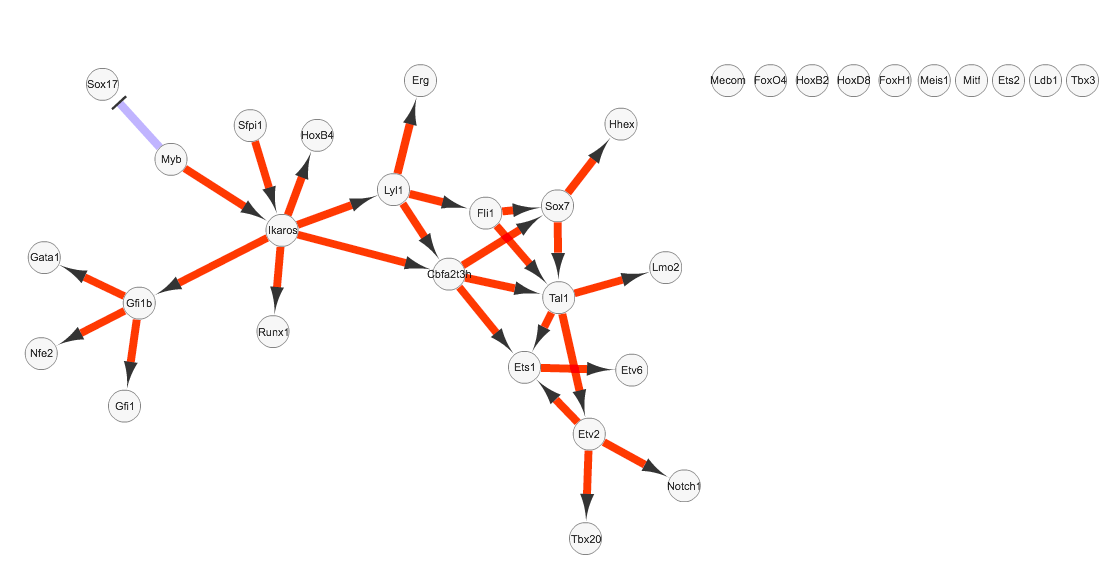 Mecom FoxO4 HoxB2 HoxD8 FoxH1 Meis1 Mitf Ets2 Ldb1 Tbx3
Erg
Sox17
Sfpi1
Hhex
HoxB4
Myb
Lyl1
Sox7
Fli1
Ikaros
Gata1
Lmo2
Cbfa2t3h
Tal1
Gfi1b
Runx1
Nfe2
Ets1
Etv6
Gfi1
Etv2
Notch1
Tbx20